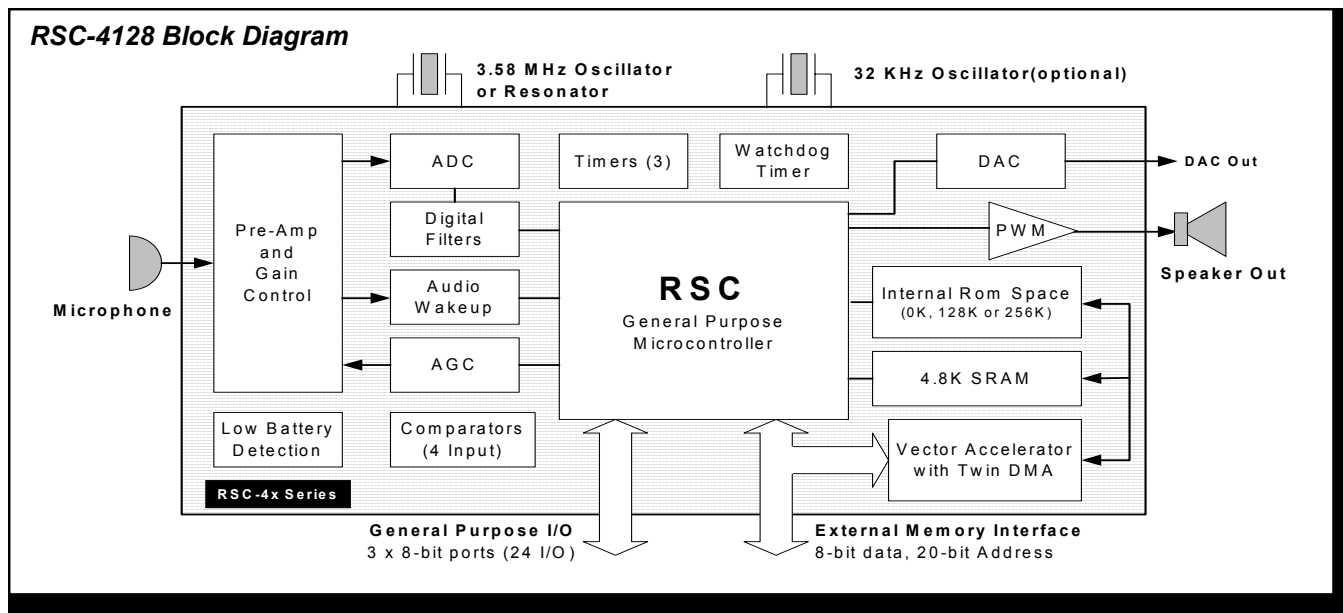 RSC-4128 Block Diagram
3.58 MHz Oscillator
or Resonator
32 KHz Oscillator(optional)
Pre-Amp
and
Gain
Control
ADC
Timers (3)
Watchdog
Timer
DAC
DAC Out
Digital
Filters
PWM
Speaker Out
Microphone
Audio
Wakeup
RSC
General Purpose
Microcontroller
Internal Rom Space
(0K, 128K or 256K)
AGC
4.8K SRAM
Low Battery
Detection
Comparators
(4 Input)
Vector Accelerator
with Twin DMA
RSC-4x Series
General Purpose I/O
3 x 8-bit ports (24 I/O)
External Memory Interface
8-bit data, 20-bit Address